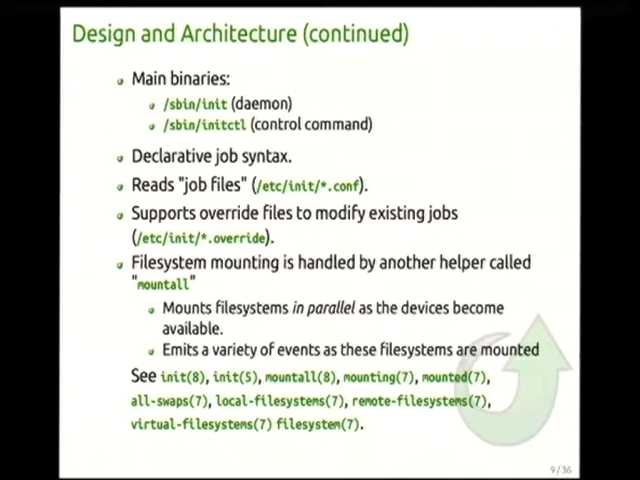 Design and Architecture (continued)
Main binaries:
/sbin/init (daemon)
/sbin/initctl (control command)
Declarative job syntax.
Reads "job files" (/etc/init/*.conf).
Supports override files to modify existing jobs
(/etc/init/*.override).
Filesystem mounting is handled by another helper called
"mountall"
Mounts filesystems in parallel as the devices become
available.
Emits a variety of events as these filesystems are mounted
See init(8), init(5), mountall(8), mounting(7), mounted(7),
all-swaps(7), local-filesystems(7), remote-filesystems(7),
virtual-filesystems(7) filesystem(7).
9/36